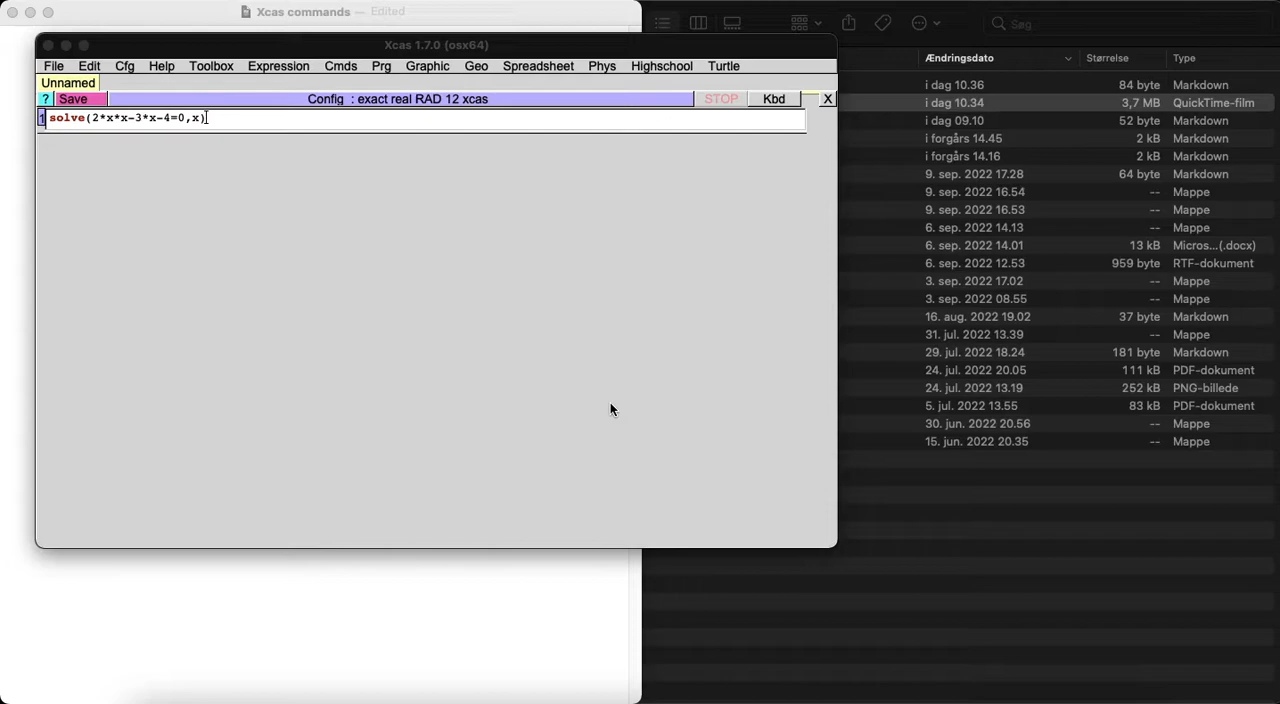 Xcas commands — Edited
Søg
Xcas 1.7.0 (osx64)
File Edit Cfg Help Toolbox Expression Cmds Prg Graphic Geo Spreadsheet Phys Highschool Turtle
Unnamed
? Save Config : exact real RAD 12 xcas STOP Kbd X
1 solve(2*x*x-3*x-4=0,x)
Ændringsdato Størrelse Type
i dag 10.36 84 byte Markdown
i dag 10.34 3,7 MB QuickTime-film
i dag 09.10 52 byte Markdown
i forgårs 14.45 2 kB Markdown
i forgårs 14.16 2 kB Markdown
9. sep. 2022 17.28 64 byte Markdown
9. sep. 2022 16.54 -- Mappe
9. sep. 2022 16.53 -- Mappe
6. sep. 2022 14.13 -- Mappe
6. sep. 2022 14.01 13 kB Micros...(.docx)
6. sep. 2022 12.53 959 byte RTF-dokument
3. sep. 2022 17.02 -- Mappe
3. sep. 2022 08.55 -- Mappe
16. aug. 2022 19.02 37 byte Markdown
31. jul. 2022 13.39 -- Mappe
29. jul. 2022 18.24 181 byte Markdown
24. jul. 2022 20.05 111 kB PDF-dokument
24. jul. 2022 13.19 252 kB PNG-billede
5. jul. 2022 13.55 83 kB PDF-dokument
30. jun. 2022 20.56 -- Mappe
15. jun. 2022 20.35 -- Mappe